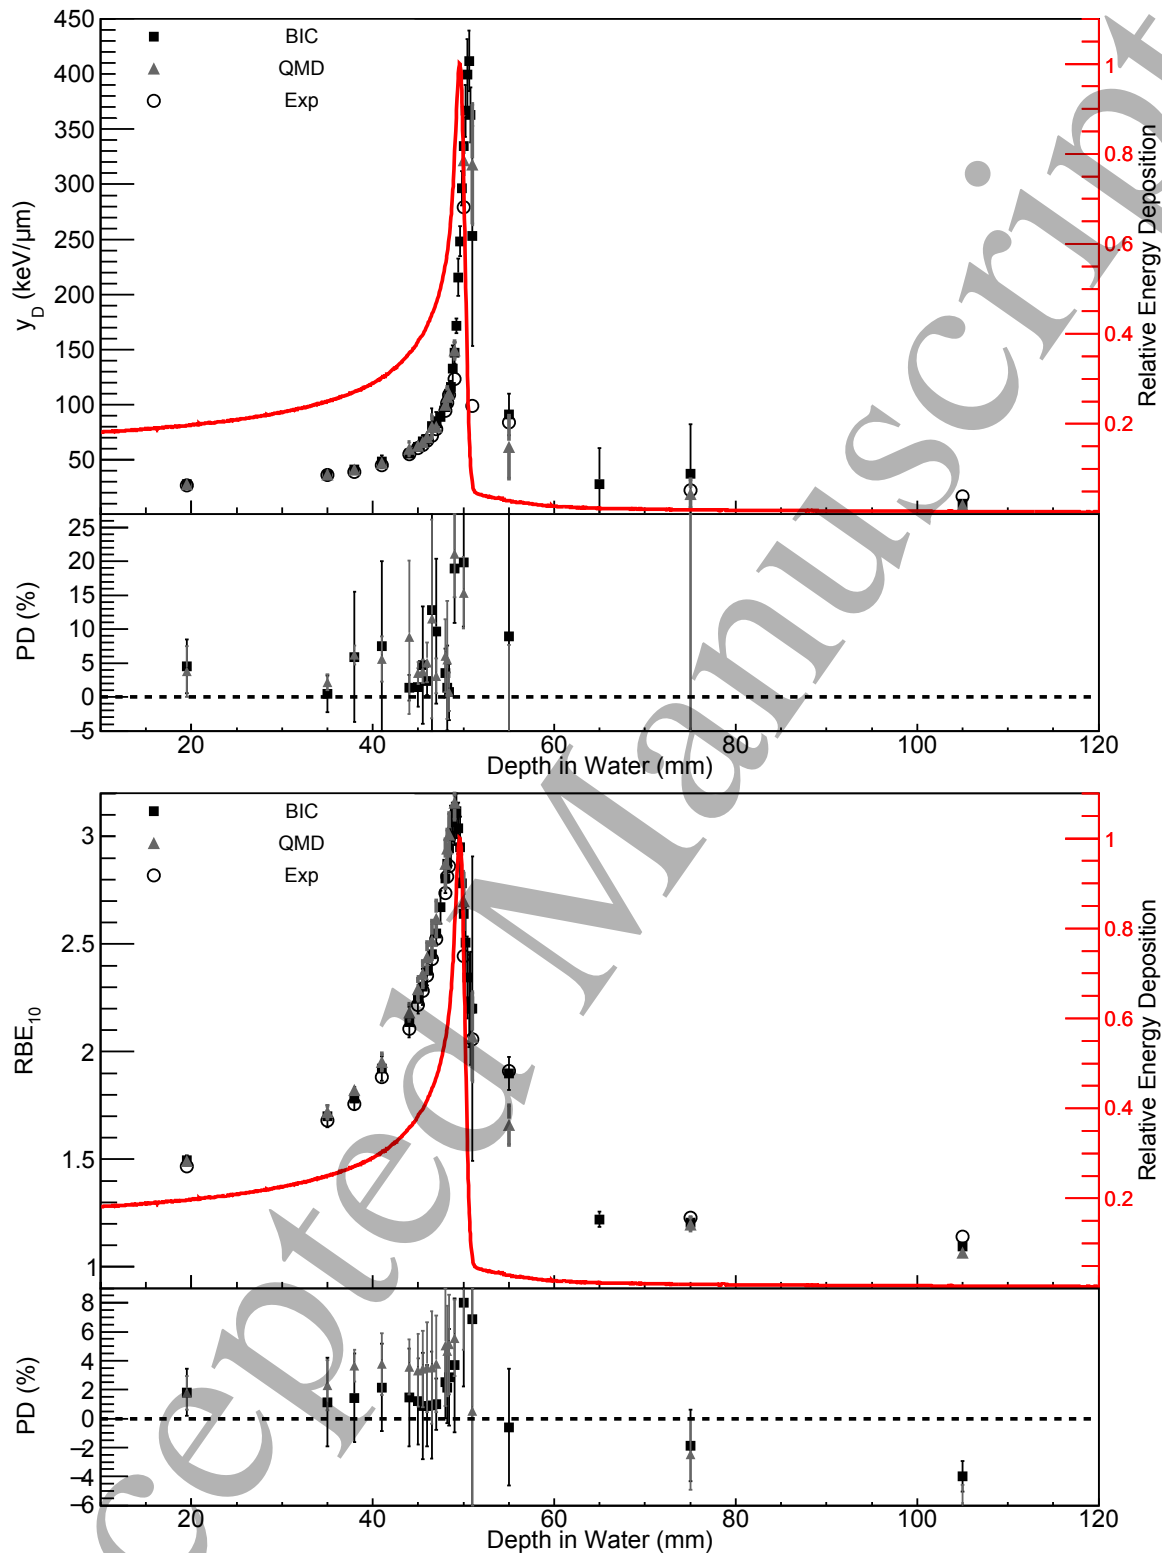 450
400
350
300
250
200
150
100
50
y_D (keV/μm)
BIC
QMD
Exp
1
0.8
0.6
0.4
0.2
Relative Energy Deposition
25
20
15
10
5
0
−5
PD (%)
20 40 60 80 100 120
Depth in Water (mm)
3
2.5
2
1.5
1
RBE₁₀
BIC
QMD
Exp
1
0.8
0.6
0.4
0.2
Relative Energy Deposition
8
6
4
2
0
−2
−4
−6
PD (%)
20 40 60 80 100 120
Depth in Water (mm)
cepted Manuscript